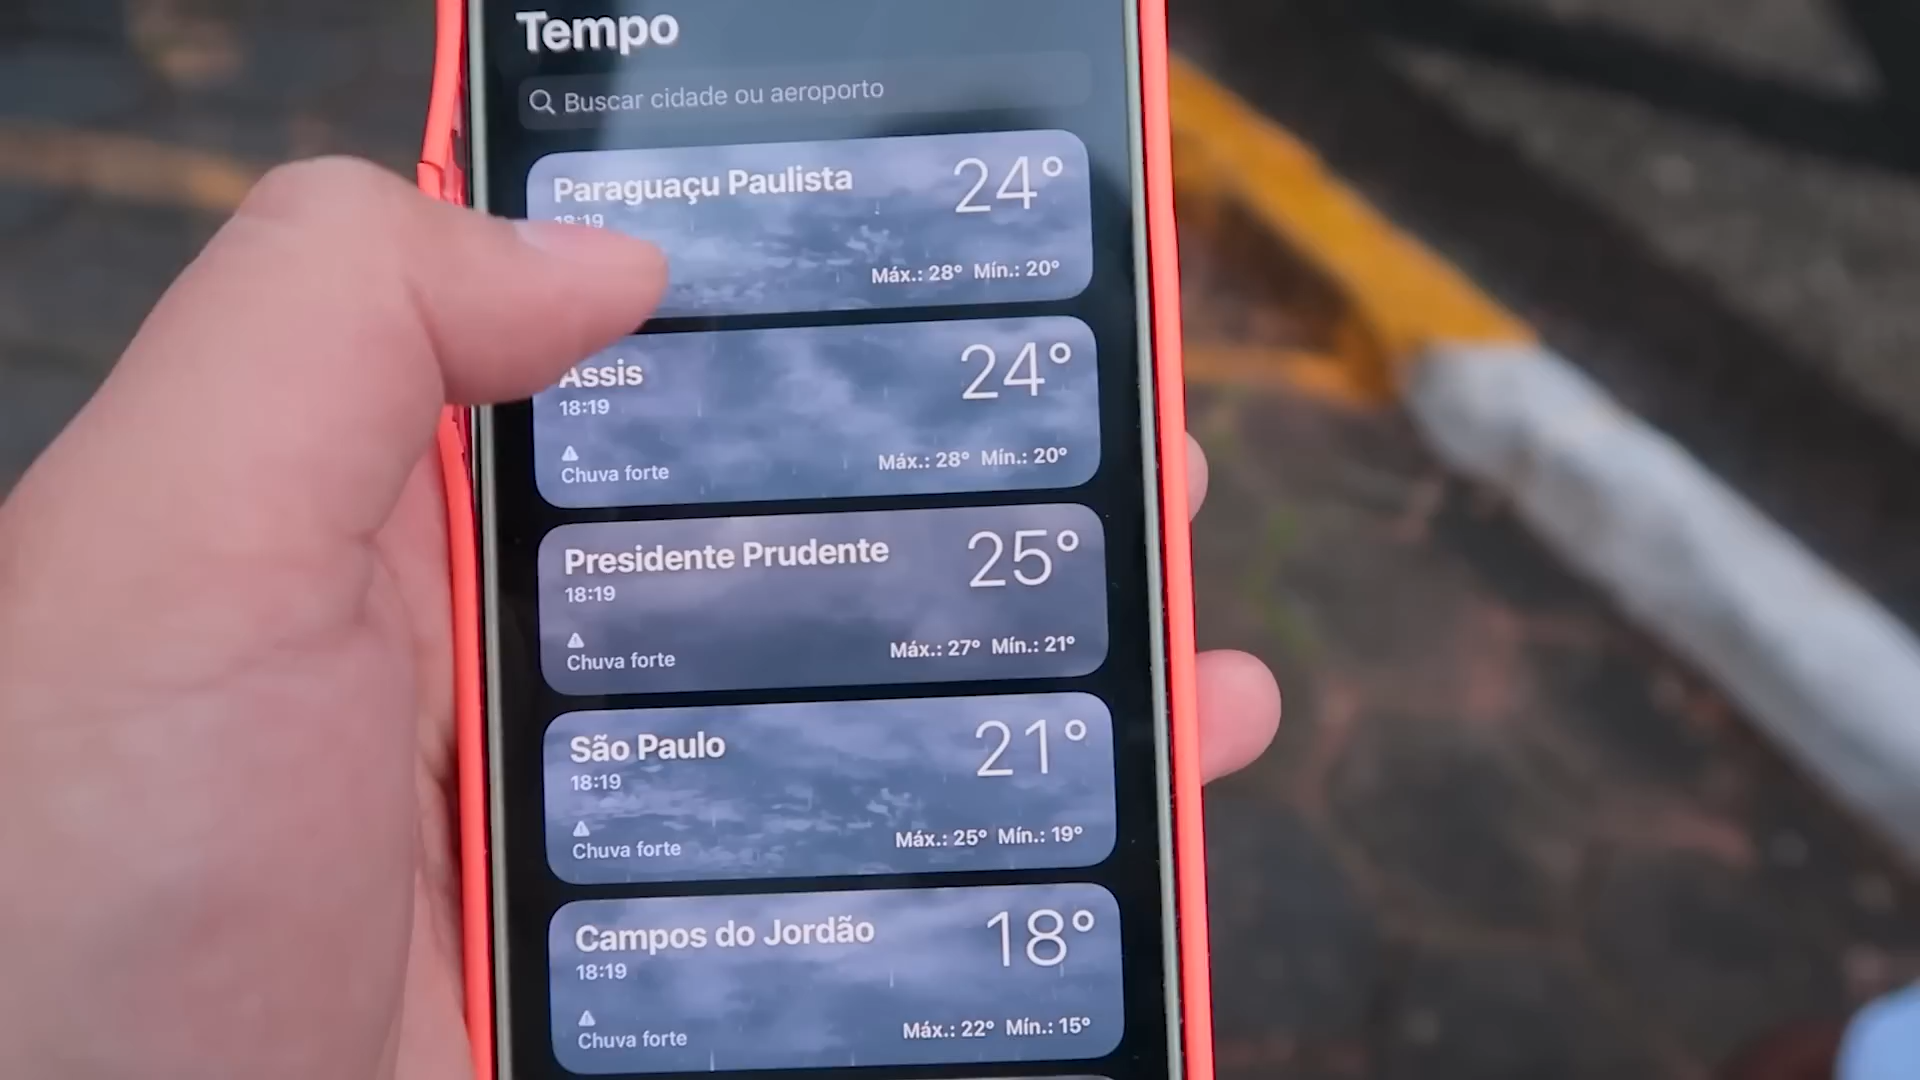 Tempo
Buscar cidade ou aeroporto
Paraguaçu Paulista
24°
18:19
Máx.: 28° Mín.: 20°
Assis
24°
18:19
Chuva forte
Máx.: 28° Mín.: 20°
Presidente Prudente
25°
18:19
Chuva forte
Máx.: 27° Mín.: 21°
São Paulo
21°
18:19
Chuva forte
Máx.: 25° Mín.: 19°
Campos do Jordão
18°
18:19
Chuva forte
Máx.: 22° Mín.: 15°